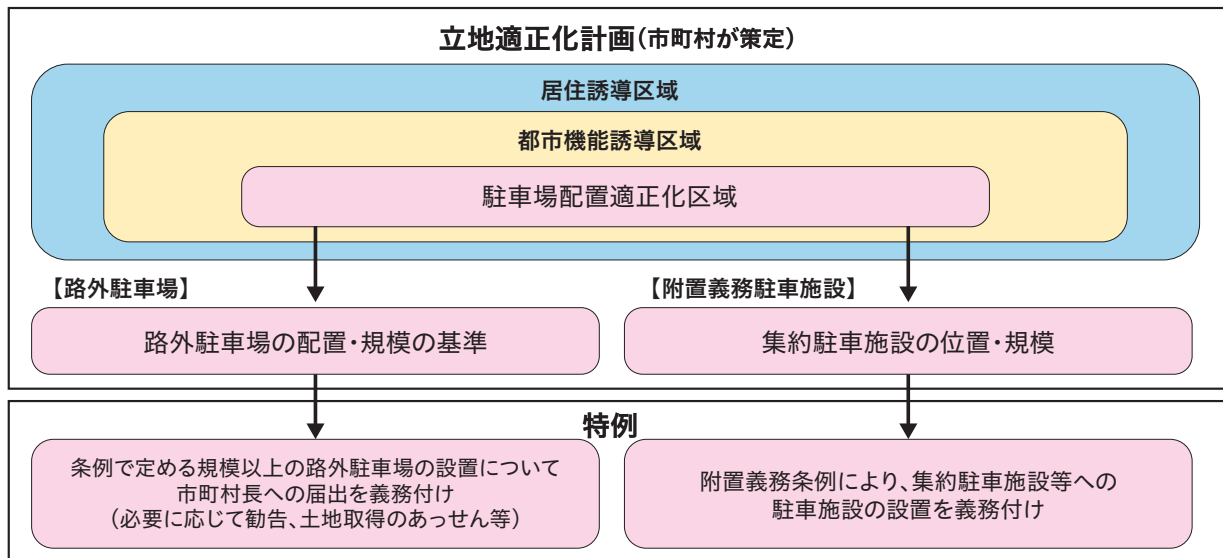 立地適正化計画(市町村が策定)
居住誘導区域
都市機能誘導区域
駐車場配置適正化区域
【路外駐車場】
【附置義務駐車施設】
路外駐車場の配置・規模の基準
集約駐車施設の位置・規模
特例
条例で定める規模以上の路外駐車場の設置について
市町村長への届出を義務付け
(必要に応じて勧告、土地取得のあっせん等)
附置義務条例により、集約駐車施設等への
駐車施設の設置を義務付け